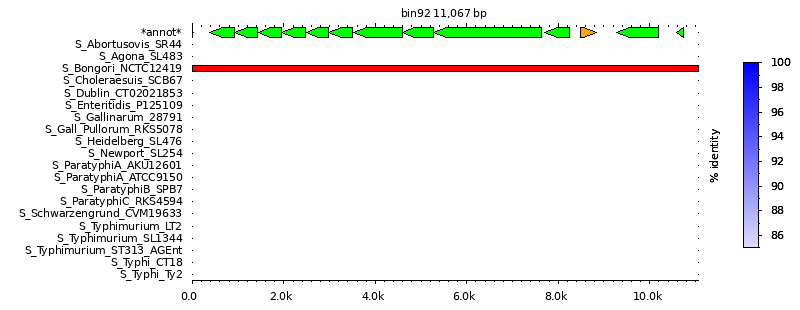 bin92 11,067 bp
*annot*
S_Abortusovis_SR44
S_Agona_SL483
S_Bongori_NCTC12419
S_Choleraesuis_SCB67
S_Dublin_CT02021853
S_Enteritidis_P125109
S_Gallinarum_28791
S_Gall_Pullorum_RKS5078
S_Heidelberg_SL476
S_Newport_SL254
S_ParatyphiA_AKU12601
S_ParatyphiA_ATCC9150
S_ParatyphiB_SPB7
S_ParatyphiC_RKS4594
S_Schwarzengrund_CVM19633
S_Typhimurium_LT2
S_Typhimurium_SL1344
S_Typhimurium_ST313_AGEnt
S_Typhi_CT18
S_Typhi_Ty2
0.0 2.0k 4.0k 6.0k 8.0k 10.0k
% identity
100
98
96
94
92
90
88
86